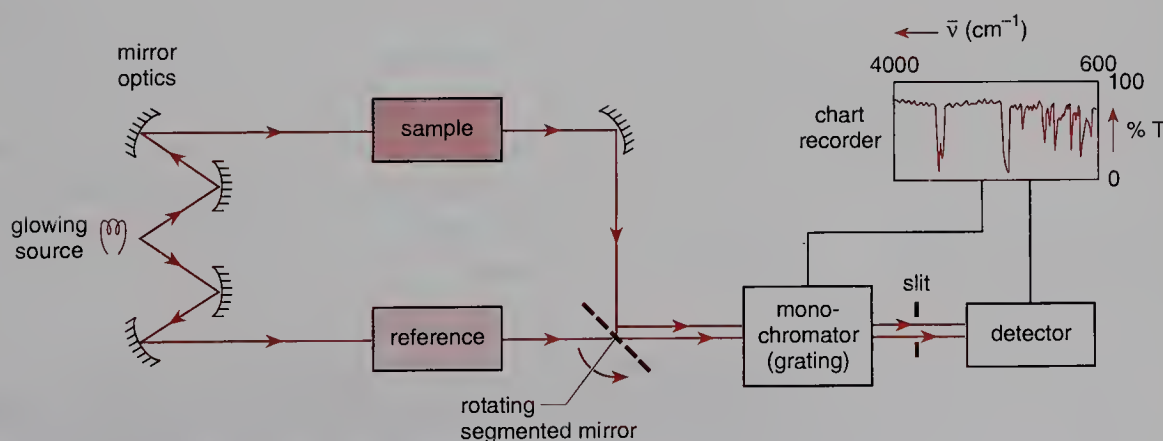 mirror
optics
glowing
source
sample
reference
rotating
segmented mirror
mono-
chromator
(grating)
slit
detector
chart
recorder
ν̄ (cm⁻¹)
4000
600
100
% T
0